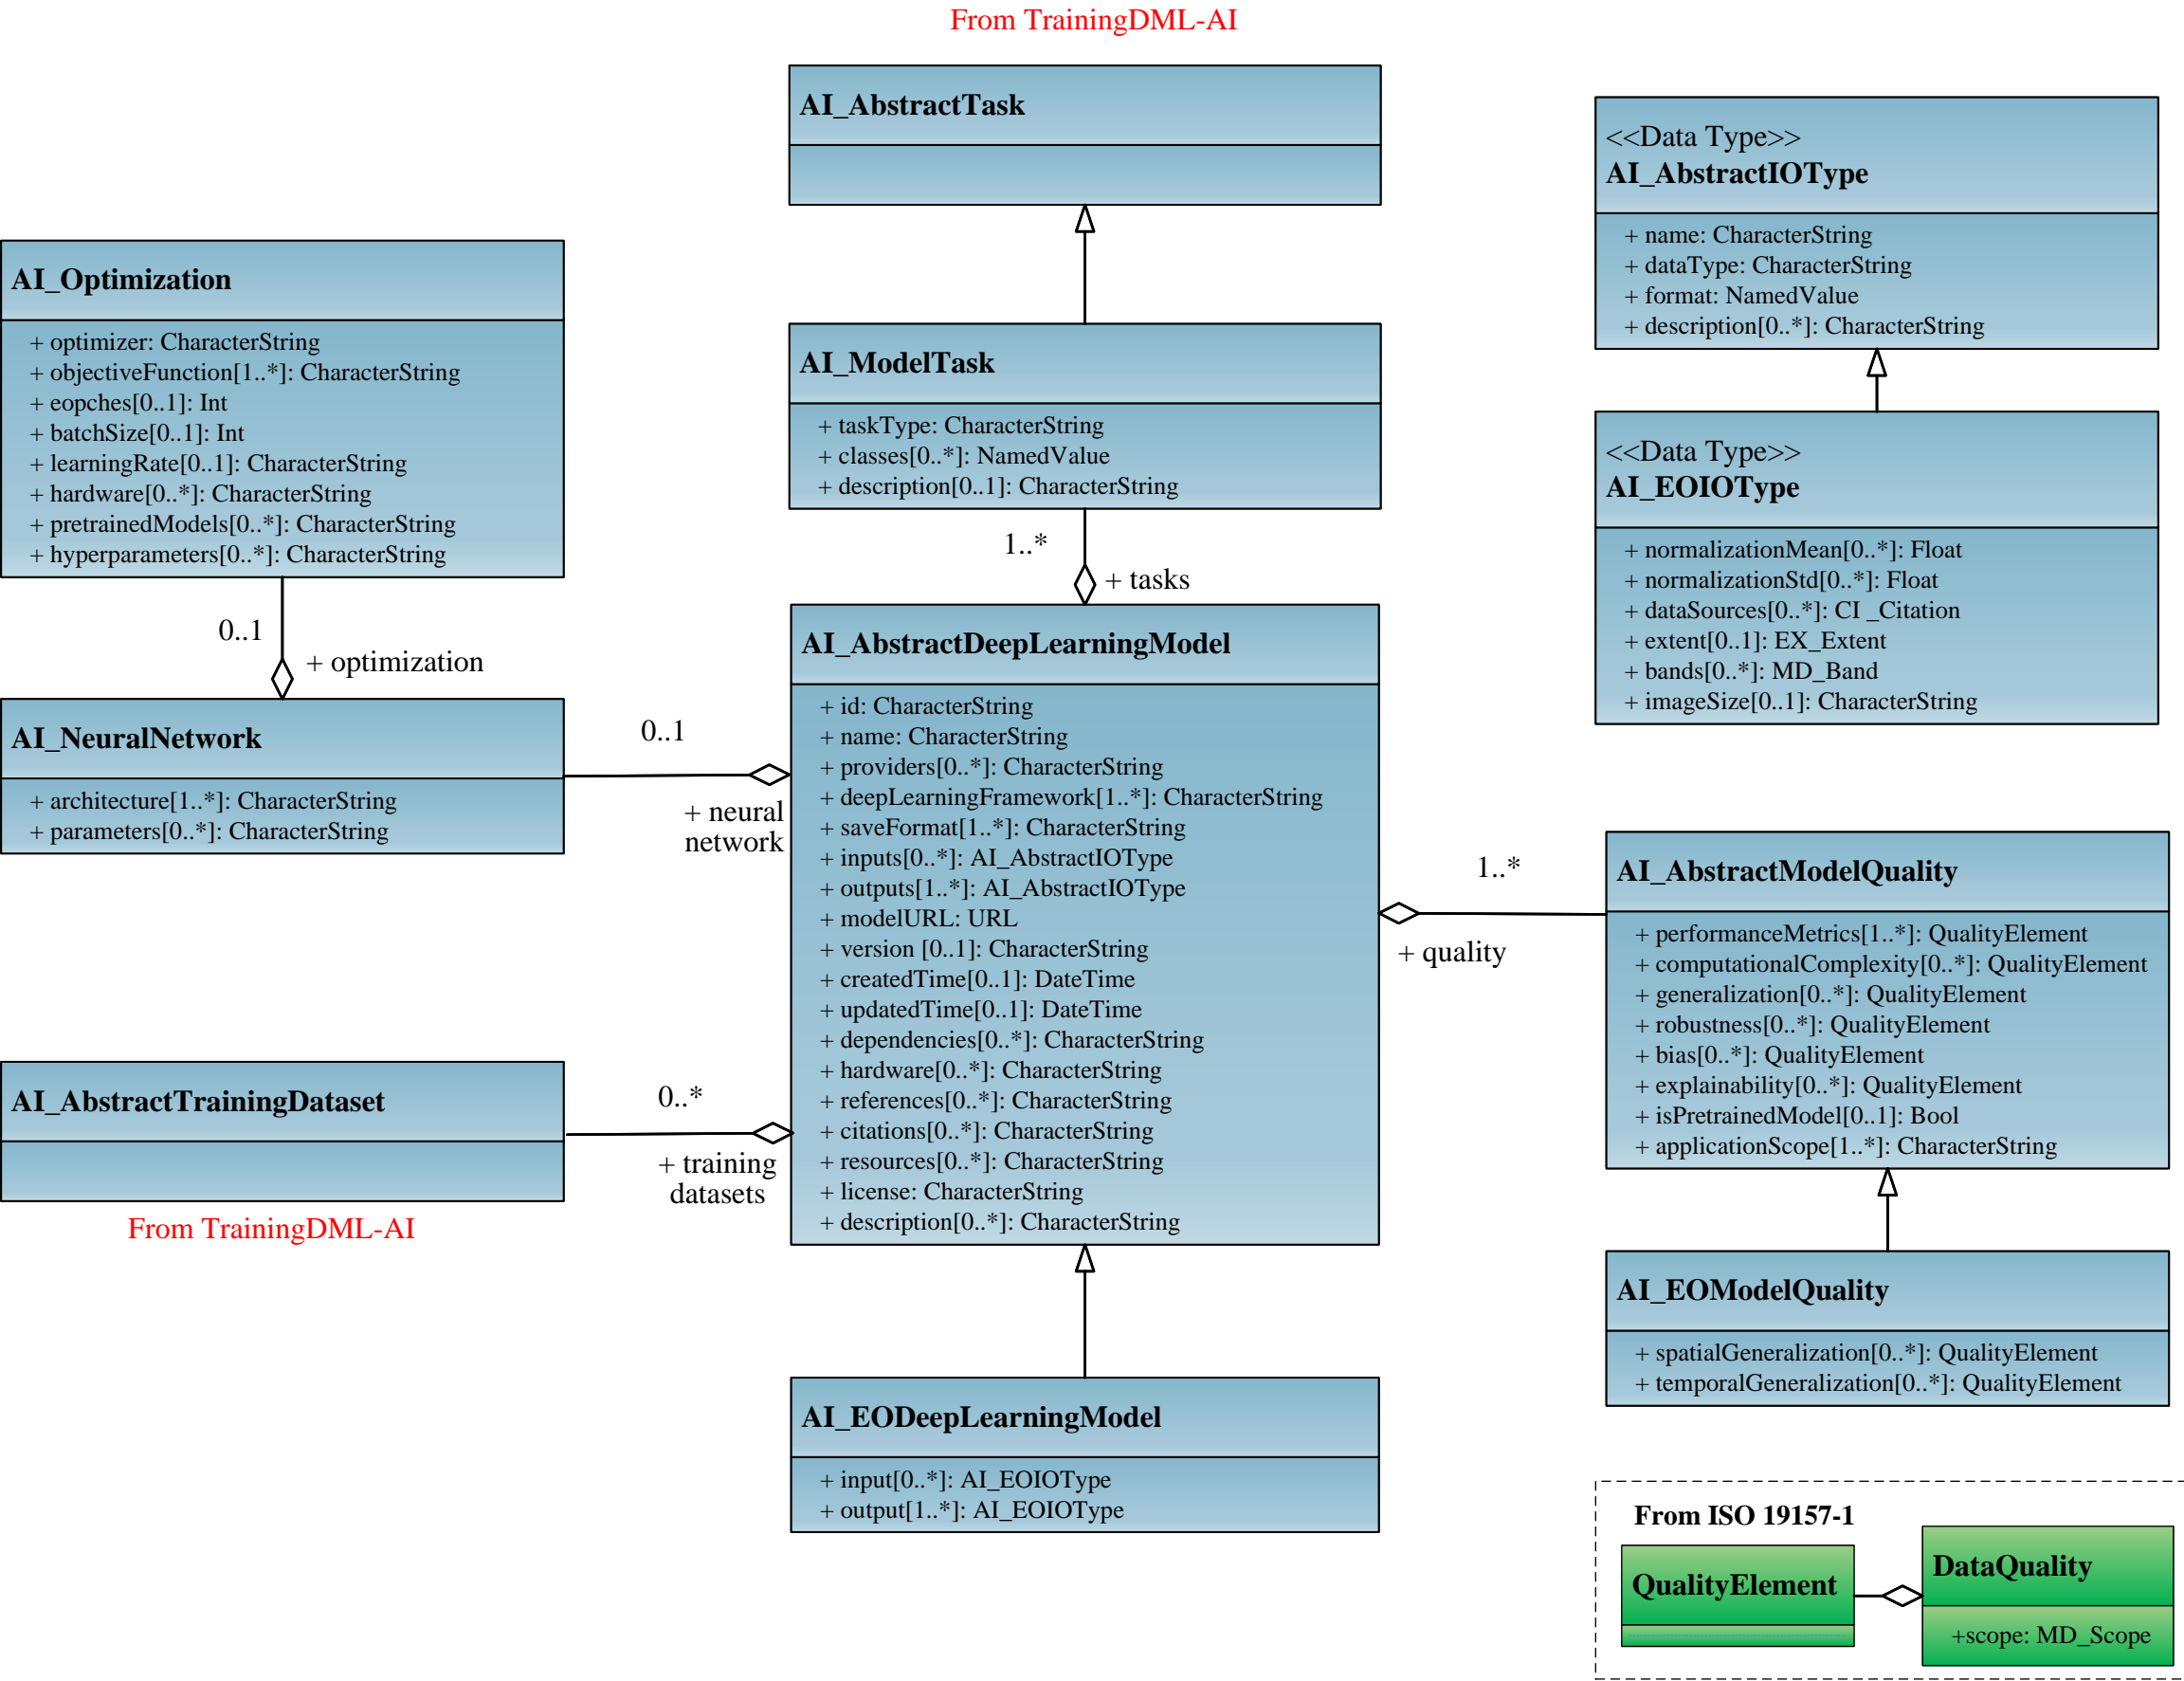 From TrainingDML-AI
AI_AbstractTask
<<Data Type>>
AI_AbstractIOType
+ name: CharacterString
+ dataType: CharacterString
+ format: NamedValue
+ description[0..*]: CharacterString
AI_Optimization
+ optimizer: CharacterString
+ objectiveFunction[1..*]: CharacterString
+ eopches[0..1]: Int
+ batchSize[0..1]: Int
+ learningRate[0..1]: CharacterString
+ hardware[0..*]: CharacterString
+ pretrainedModels[0..*]: CharacterString
+ hyperparameters[0..*]: CharacterString
AI_ModelTask
+ taskType: CharacterString
+ classes[0..*]: NamedValue
+ description[0..1]: CharacterString
<<Data Type>>
AI_EOIOType
+ normalizationMean[0..*]: Float
+ normalizationStd[0..*]: Float
+ dataSources[0..*]: CI _Citation
+ extent[0..1]: EX_Extent
+ bands[0..*]: MD_Band
+ imageSize[0..1]: CharacterString
1..*
+ tasks
0..1
+ optimization
AI_NeuralNetwork
+ architecture[1..*]: CharacterString
+ parameters[0..*]: CharacterString
0..1
+ neural
network
AI_AbstractDeepLearningModel
+ id: CharacterString
+ name: CharacterString
+ providers[0..*]: CharacterString
+ deepLearningFramework[1..*]: CharacterString
+ saveFormat[1..*]: CharacterString
+ inputs[0..*]: AI_AbstractIOType
+ outputs[1..*]: AI_AbstractIOType
+ modelURL: URL
+ version [0..1]: CharacterString
+ createdTime[0..1]: DateTime
+ updatedTime[0..1]: DateTime
+ dependencies[0..*]: CharacterString
+ hardware[0..*]: CharacterString
+ references[0..*]: CharacterString
+ citations[0..*]: CharacterString
+ resources[0..*]: CharacterString
+ license: CharacterString
+ description[0..*]: CharacterString
1..*
+ quality
AI_AbstractModelQuality
+ performanceMetrics[1..*]: QualityElement
+ computationalComplexity[0..*]: QualityElement
+ generalization[0..*]: QualityElement
+ robustness[0..*]: QualityElement
+ bias[0..*]: QualityElement
+ explainability[0..*]: QualityElement
+ isPretrainedModel[0..1]: Bool
+ applicationScope[1..*]: CharacterString
AI_AbstractTrainingDataset
From TrainingDML-AI
0..*
+ training
datasets
AI_EOModelQuality
+ spatialGeneralization[0..*]: QualityElement
+ temporalGeneralization[0..*]: QualityElement
AI_EODeepLearningModel
+ input[0..*]: AI_EOIOType
+ output[1..*]: AI_EOIOType
From ISO 19157-1
QualityElement
DataQuality
+scope: MD_Scope